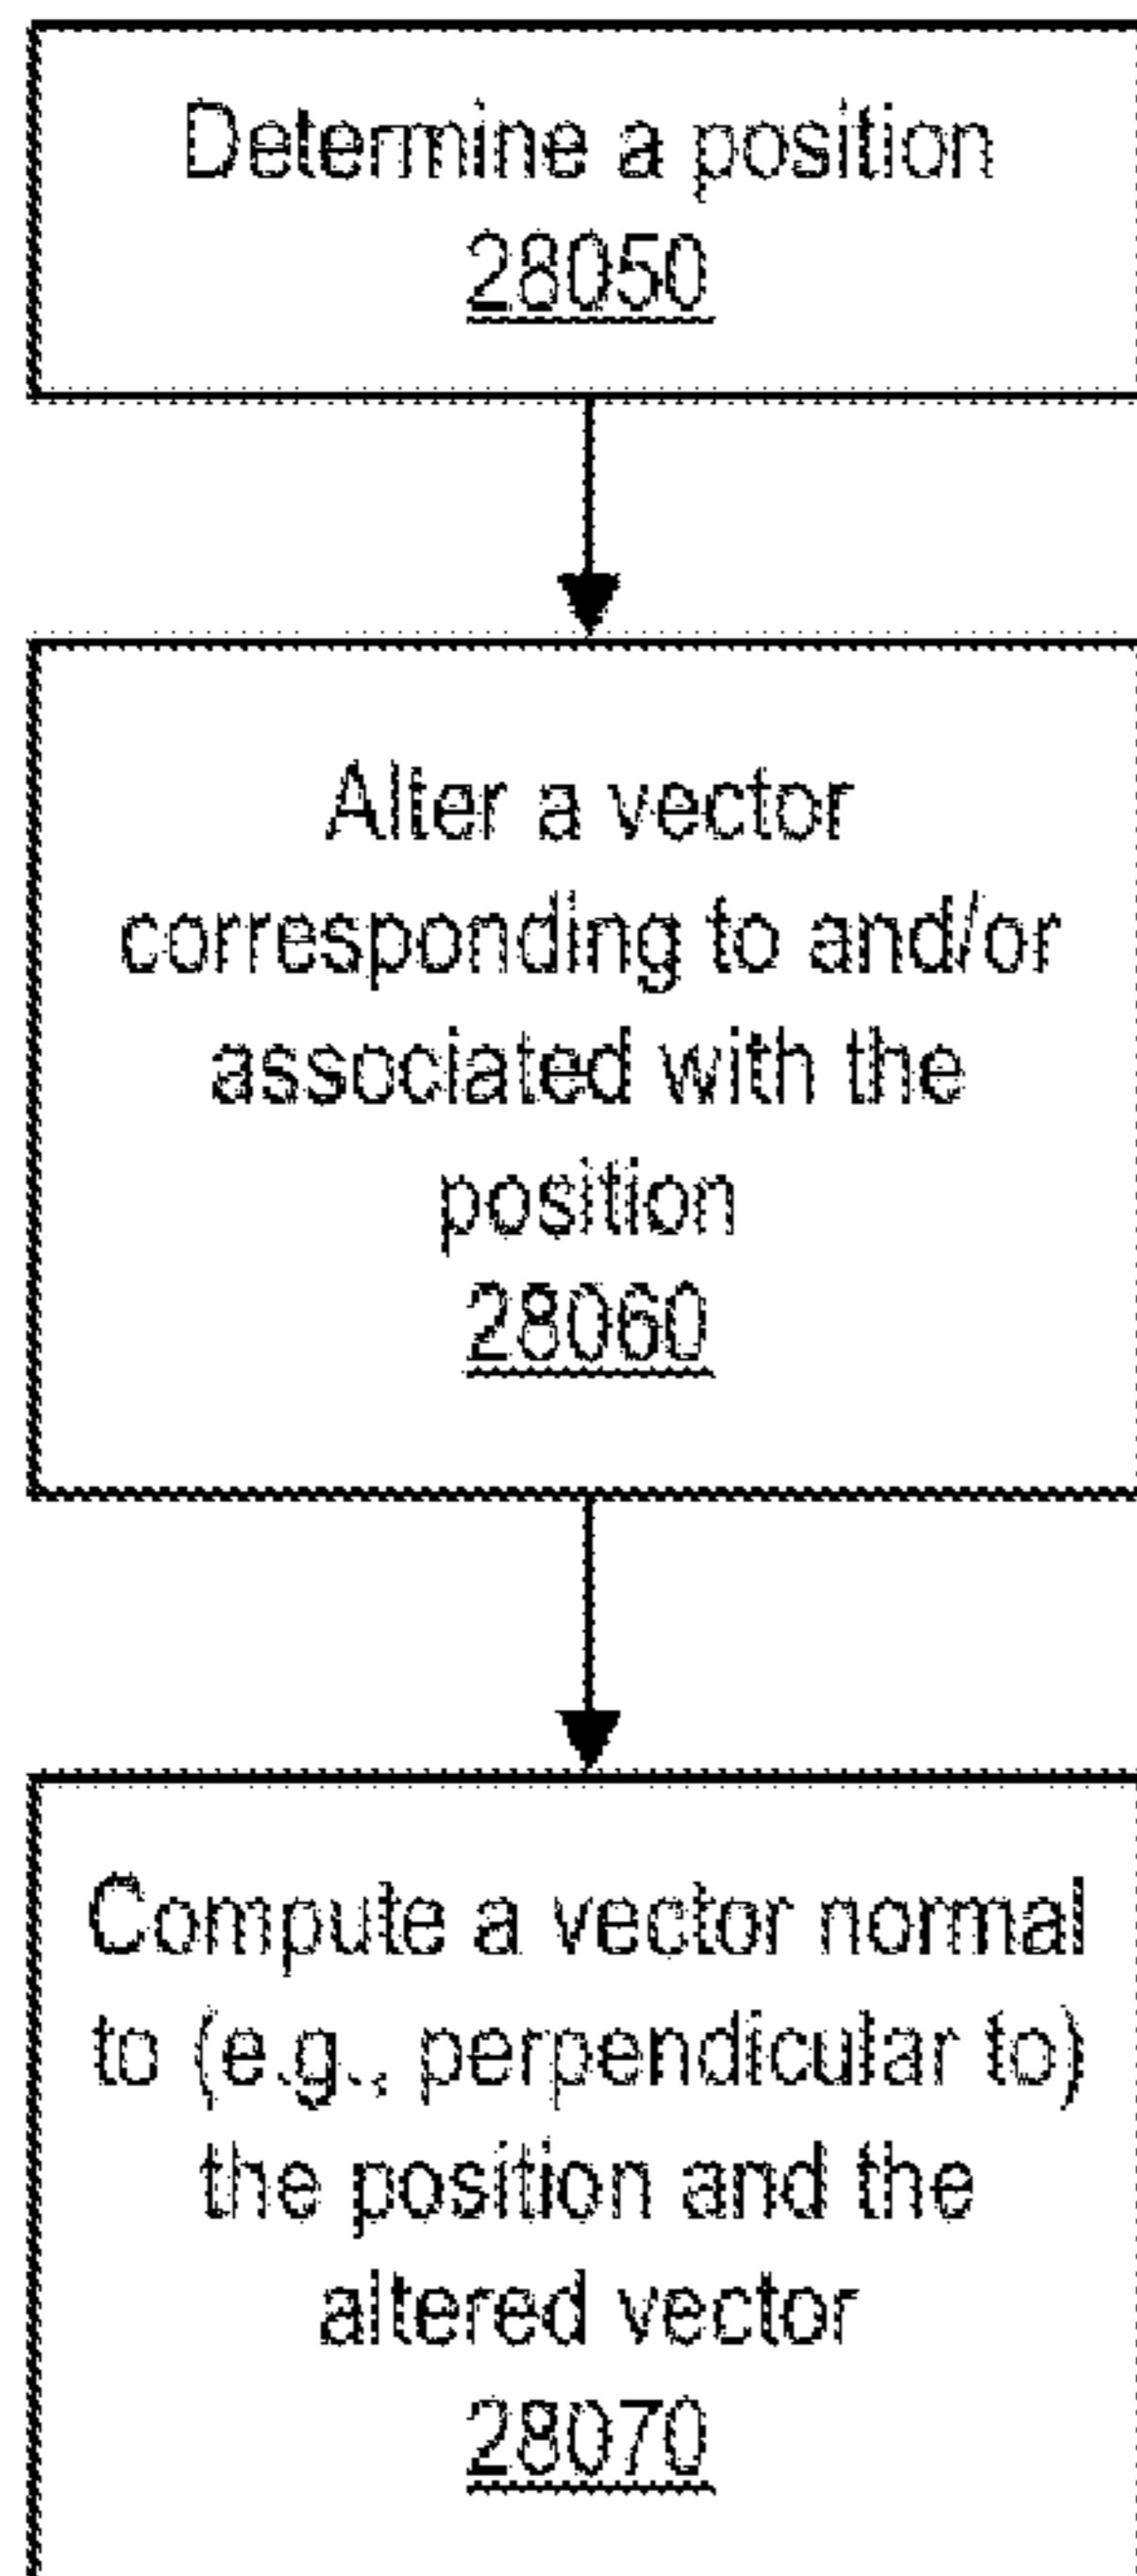 Determine a position
28050
Alter a vector
corresponding to and/or
associated with the
position
28060
Compute a vector normal
to (e.g., perpendicular to)
the position and the
altered vector
28070